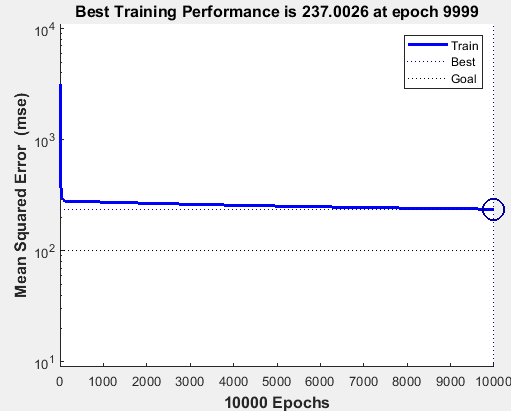 Best Training Performance is 237.0026 at epoch 9999
10^4
10^3
10^2
10^1
Mean Squared Error (mse)
Train
Best
Goal
0 1000 2000 3000 4000 5000 6000 7000 8000 9000 10000
10000 Epochs